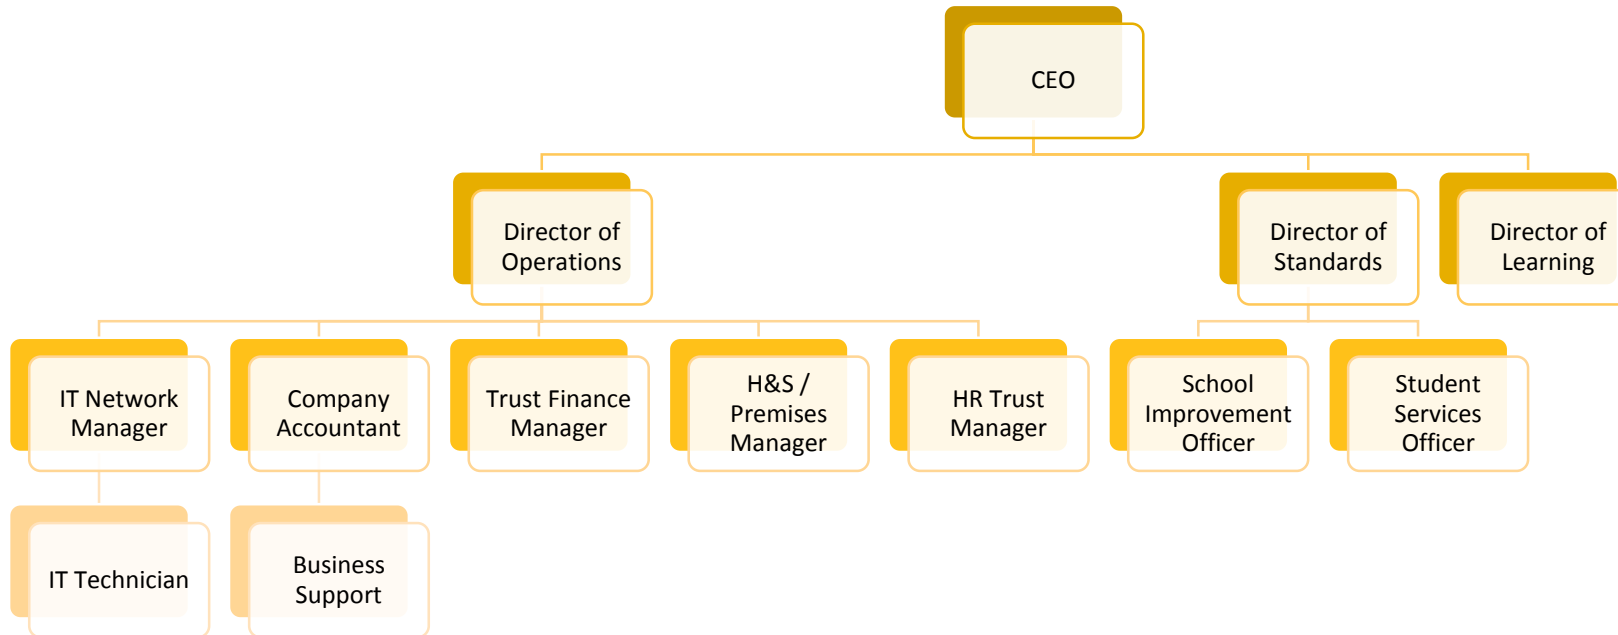 CEO
Director of
Operations
Director of
Standards
Director of
Learning
IT Network
Manager
Company
Accountant
Trust Finance
Manager
H&S /
Premises
Manager
HR Trust
Manager
School
Improvement
Officer
Student
Services
Officer
IT Technician
Business
Support